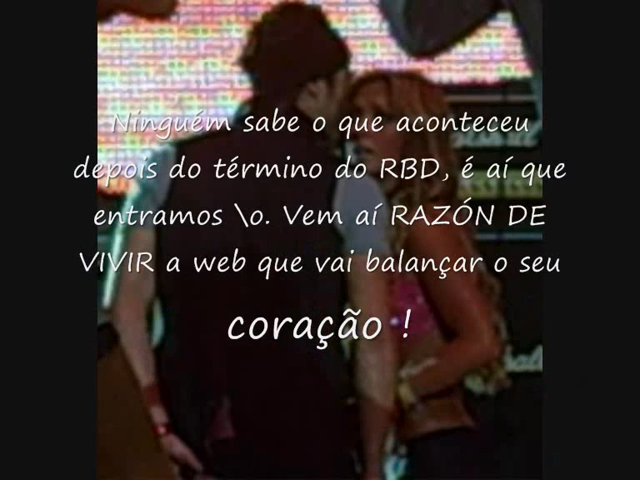 Ninguém sabe o que aconteceu
depois do término do RBD, é aí que
entramos \o. Vem aí RAZÓN DE
VIVIR a web que vai balançar o seu
coração !